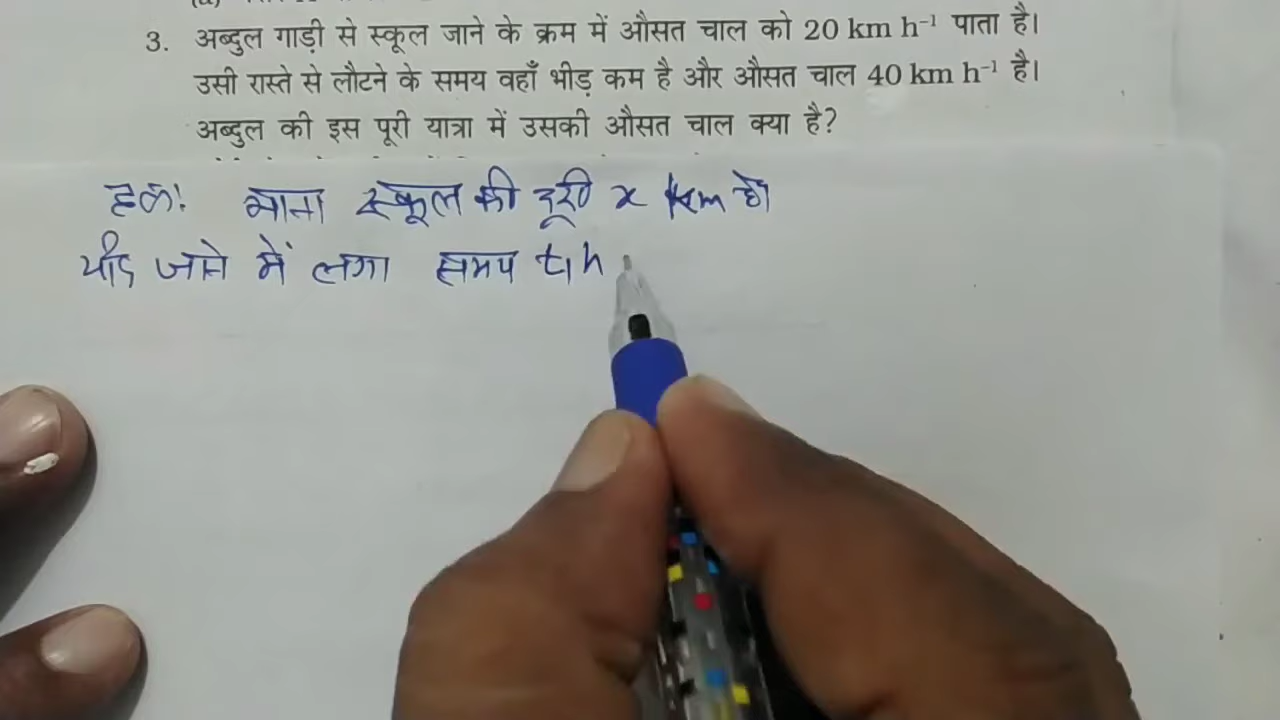 3. अब्दुल गाड़ी से स्कूल जाने के क्रम में औसत चाल को 20 km h⁻¹ पाता है।
उसी रास्ते से लौटने के समय वहाँ भीड़ कम है और औसत चाल 40 km h⁻¹ है।
अब्दुल की इस पूरी यात्रा में उसकी औसत चाल क्या है?
हल: माना स्कूल की दूरी x km है।
यदि जाने में लगा समय t₁ h